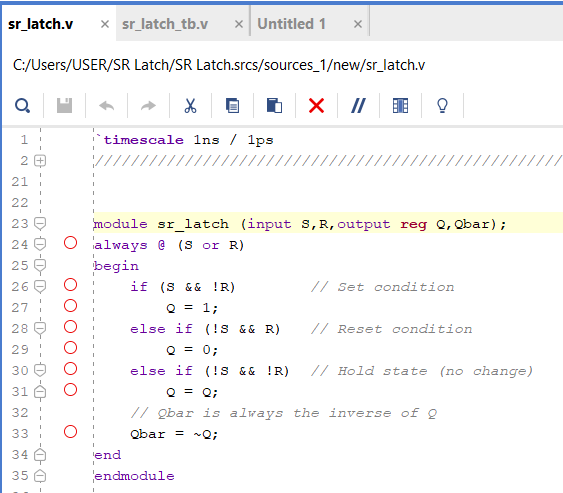 sr_latch.v × sr_latch_tb.v × Untitled 1 ×
C:/Users/USER/SR Latch/SR Latch.srcs/sources_1/new/sr_latch.v
1 `timescale 1ns / 1ps
2 ////////////////////////////////////////////////////
21
22
23 module sr_latch (input S,R,output reg Q,Qbar);
24 always @ (S or R)
25 begin
26 if (S && !R) // Set condition
27 Q = 1;
28 else if (!S && R) // Reset condition
29 Q = 0;
30 else if (!S && !R) // Hold state (no change)
31 Q = Q;
32 // Qbar is always the inverse of Q
33 Qbar = ~Q;
34 end
35 endmodule